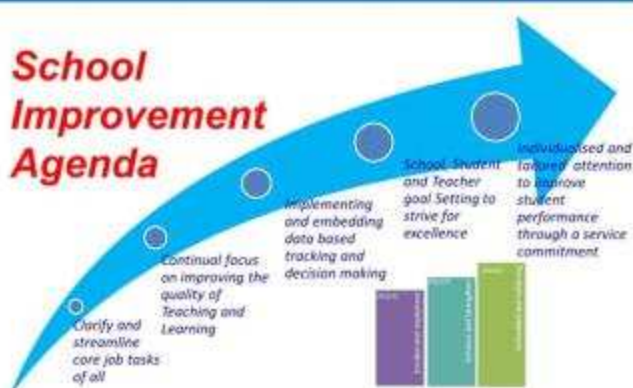 School
Improvement
Agenda
Clarify and
streamline
core job tasks
of all
Continual focus
on improving the
quality of
Teaching and
Learning
Implementing
and embedding
data based
tracking and
decision making
School, Student
and Teacher
goal Setting to
strive for
excellence
Individualised and
tailored attention
to improve
student
performance
through a service
commitment